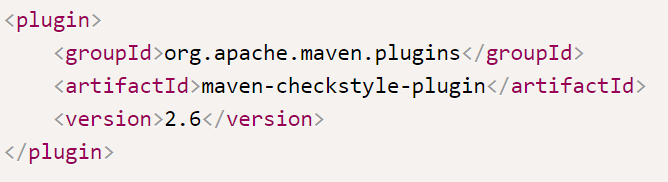 <plugin>
    <groupId>org.apache.maven.plugins</groupId>
    <artifactId>maven-checkstyle-plugin</artifactId>
    <version>2.6</version>
</plugin>